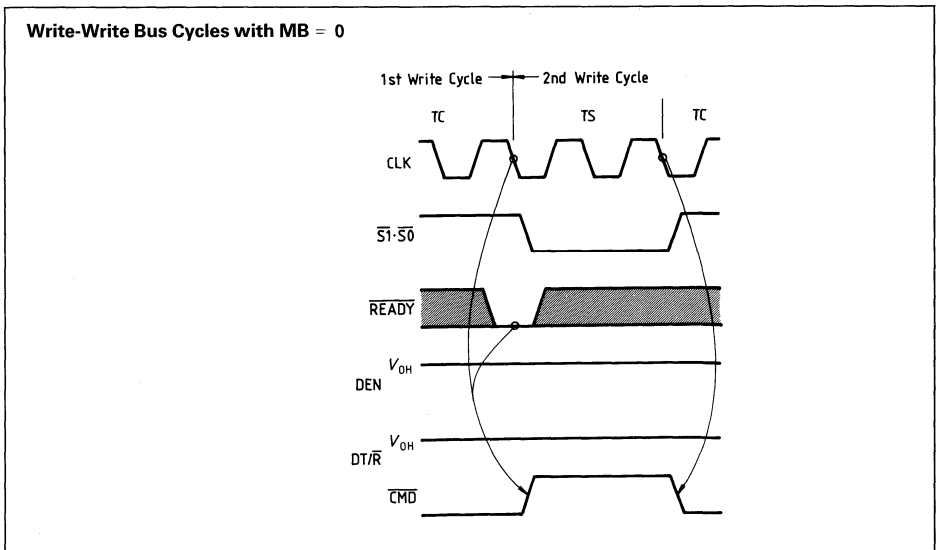 Write-Write Bus Cycles with MB = 0
1st Write Cycle 2nd Write Cycle
TC TS TC
CLK
S1·S0
READY
VOH
DEN
VOH
DT/R
CMD